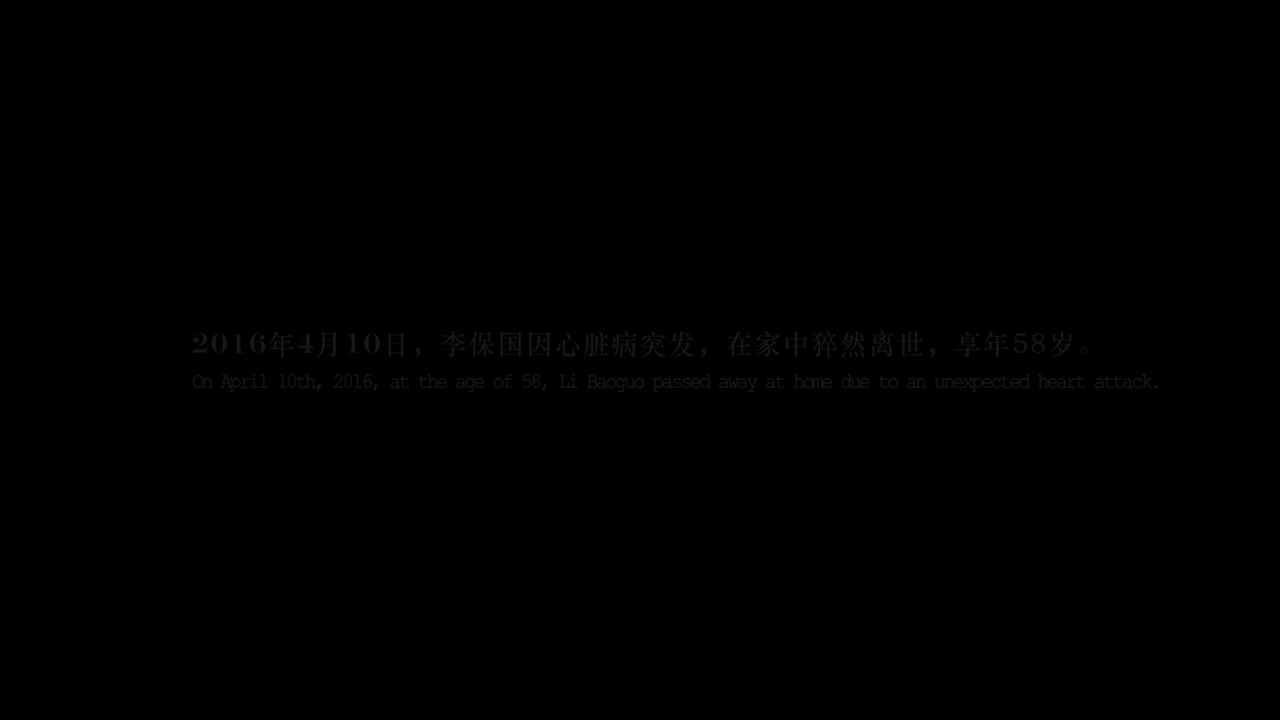 2016年4月10日，李保国因心脏病突发，在家中猝然离世，享年58岁。
On April 10th, 2016, at the age of 58, Li Baoguo passed away at home due to an unexpected heart attack.